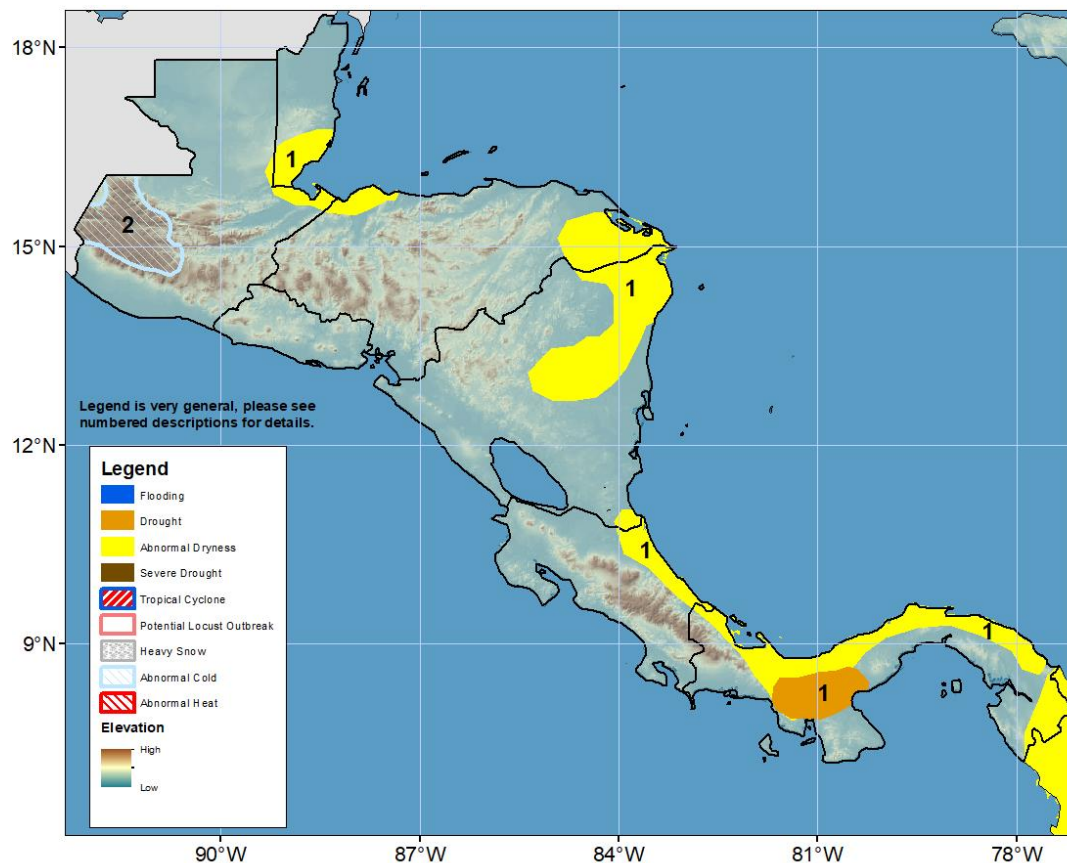 18°N
1
2
15°N
1
Legend is very general, please see
numbered descriptions for details.
12°N
Legend
Flooding
Drought
Abnormal Dryness
Severe Drought
Tropical Cyclone
Potential Locust Outbreak
Heavy Snow
Abnormal Cold
Abnormal Heat
Elevation
High
Low
1
9°N
1
1
90°W
87°W
84°W
81°W
78°W